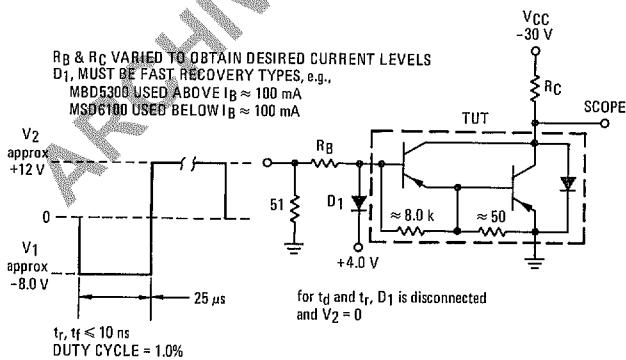 ARCHIV
RB & RC VARIED TO OBTAIN DESIRED CURRENT LEVELS
D1, MUST BE FAST RECOVERY TYPES, e.g.,
MBD5300 USED ABOVE IB ≈ 100 mA
MSD6100 USED BELOW IB ≈ 100 mA
VCC
-30 V
RC
SCOPE
TUT
V2
approx
+12 V
0
V1
approx
-8.0 V
25 μs
tr, tf ≤ 10 ns
DUTY CYCLE = 1.0%
RB
51
D1
+4.0 V
≈ 8.0 k
≈ 50
for td and tr, D1 is disconnected
and V2 = 0